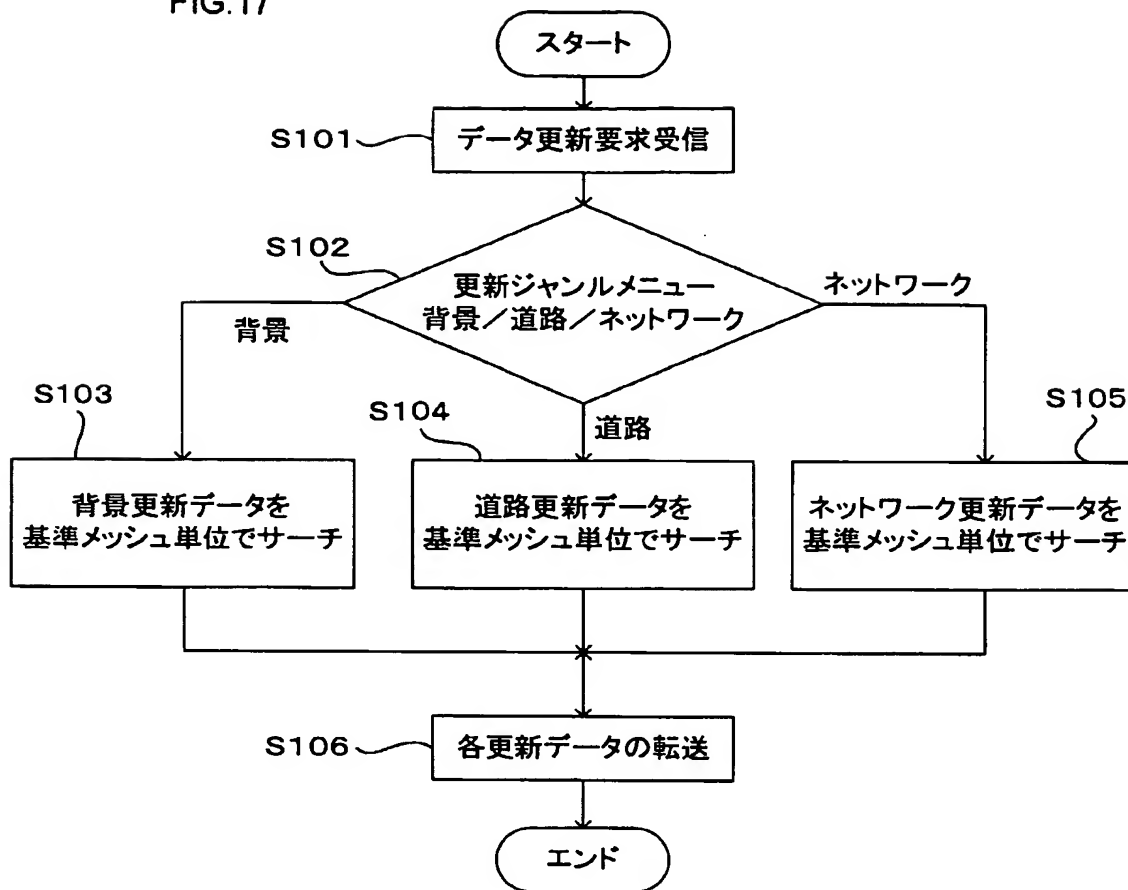 FIG.17
スタート
S101
データ更新要求受信
S102
更新ジャンルメニュー
背景／道路／ネットワーク
ネットワーク
背景
道路
S103
S104
S105
背景更新データを
基準メッシュ単位でサーチ
道路更新データを
基準メッシュ単位でサーチ
ネットワーク更新データを
基準メッシュ単位でサーチ
S106
各更新データの転送
エンド